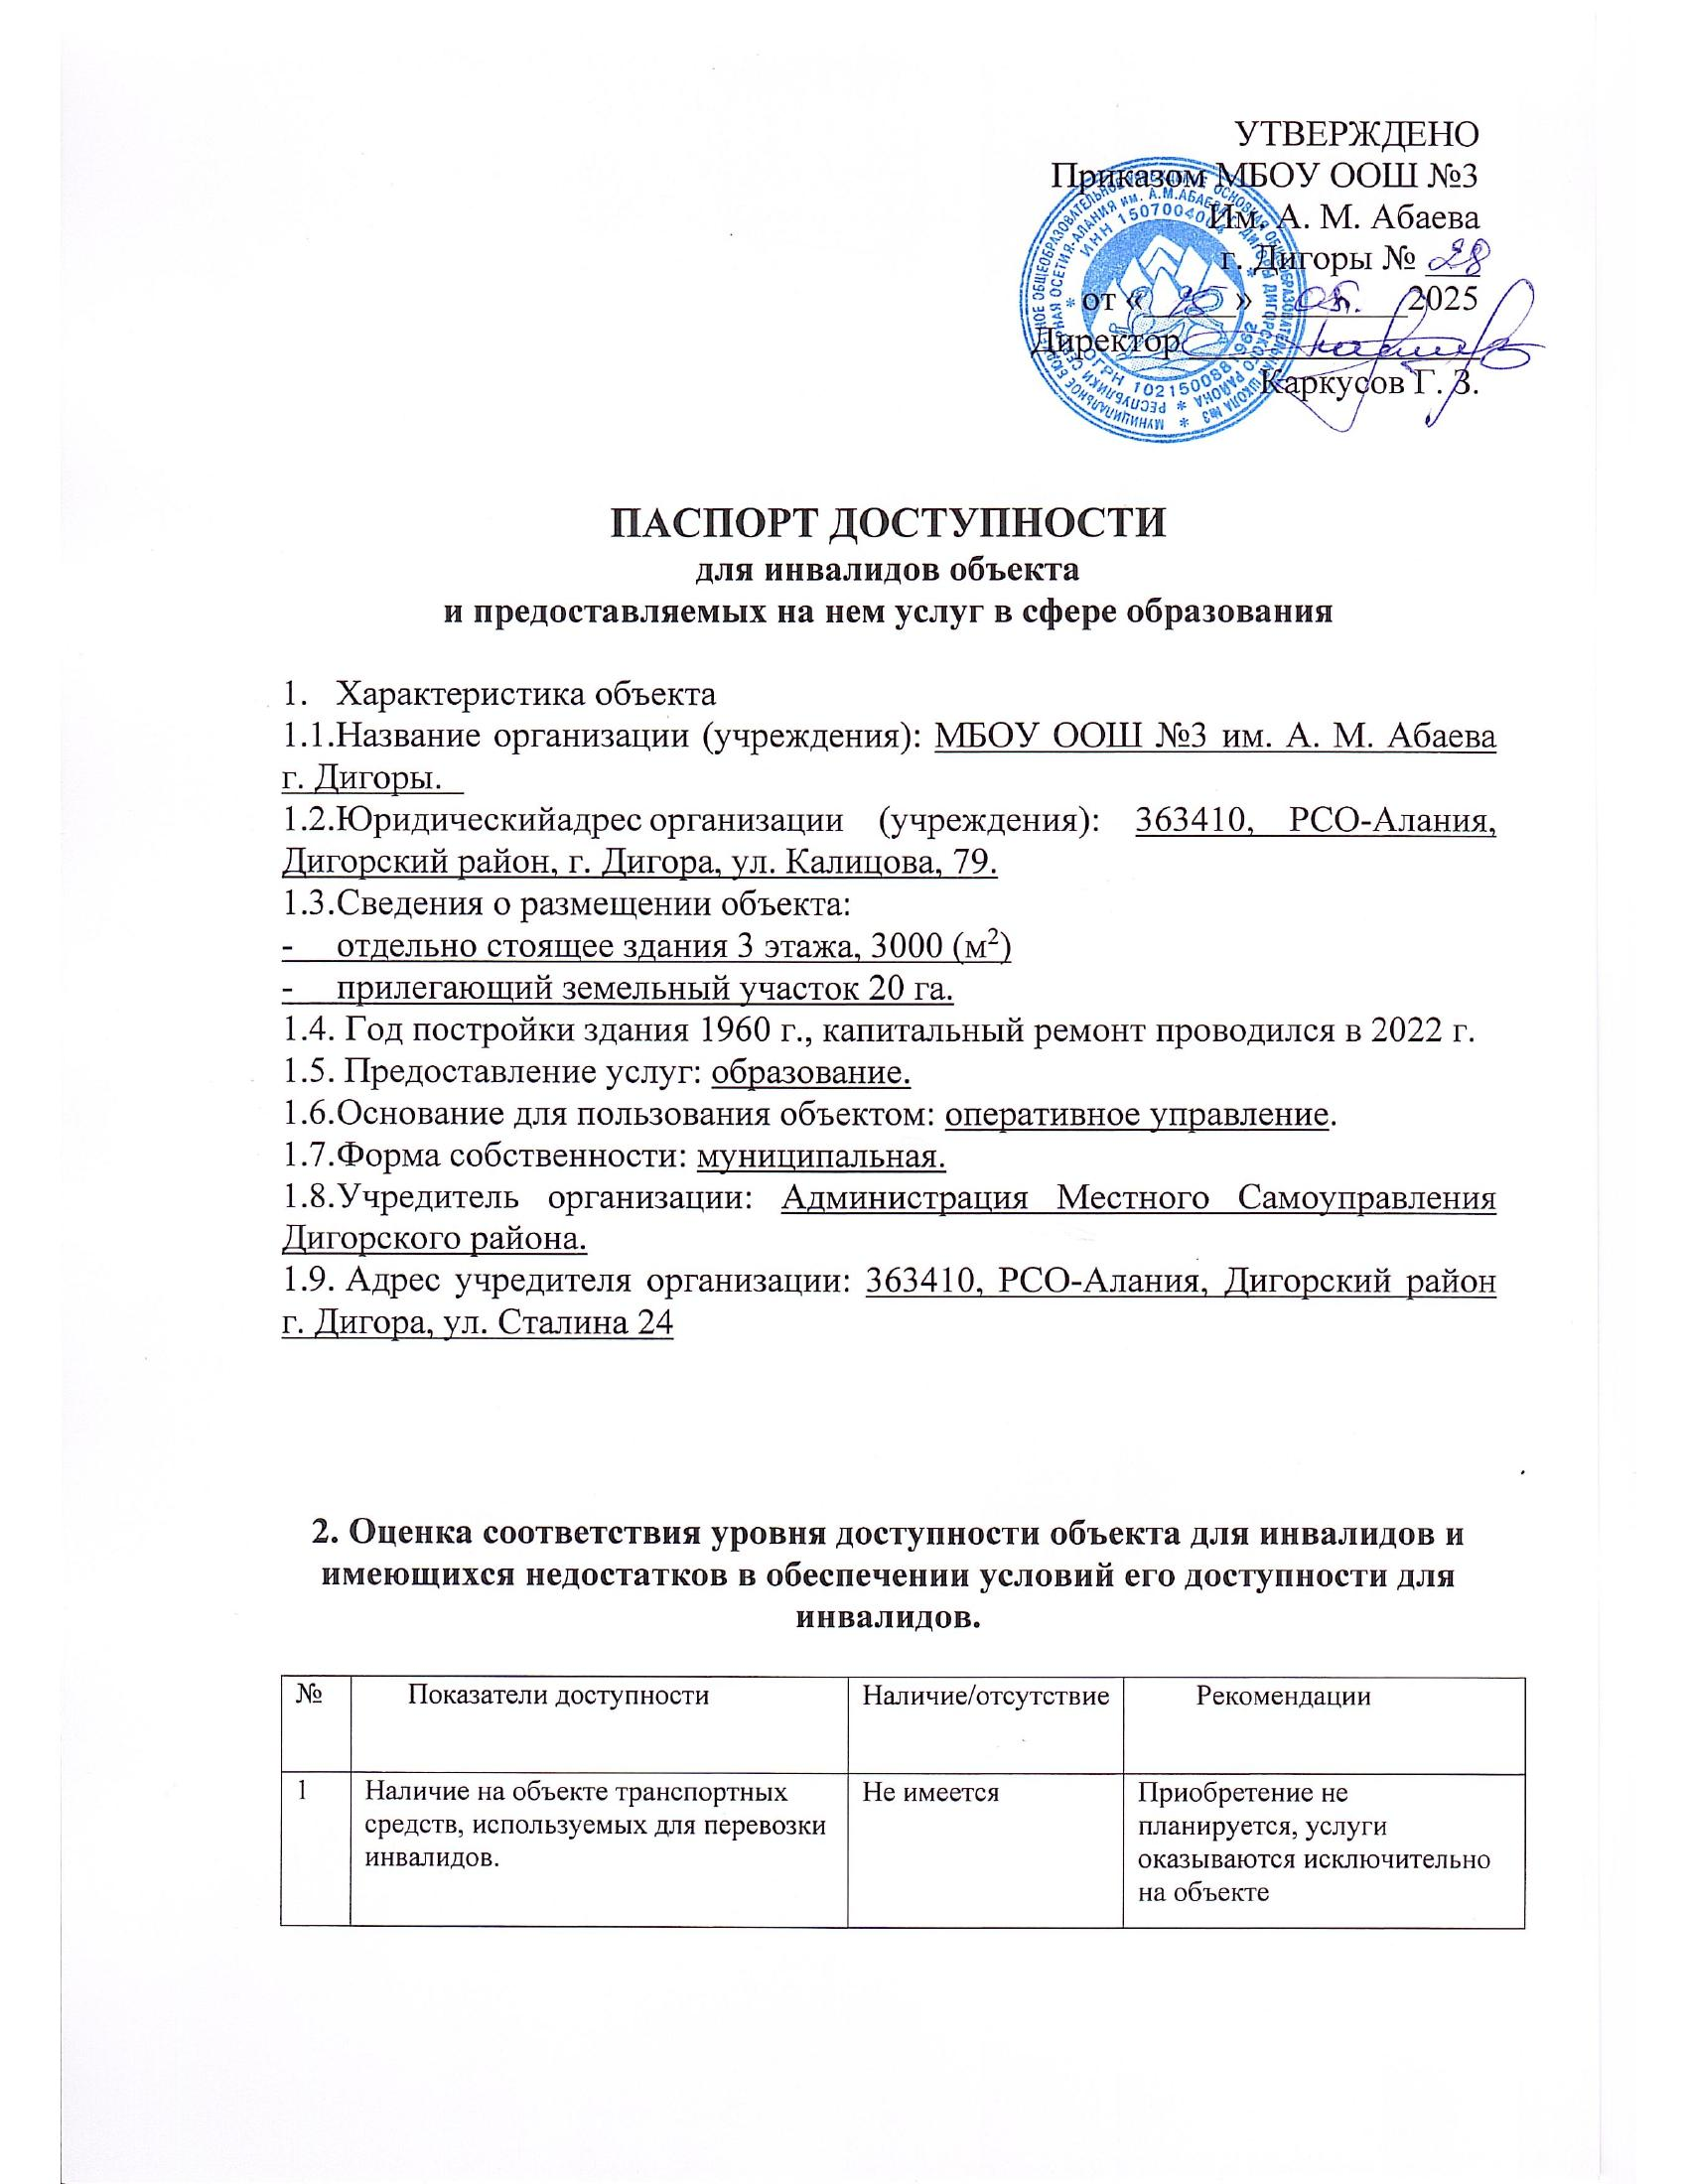 УТВЕРЖДЕНО
Приказом МБОУ ООШ №3
Им. А. М. Абаева
г. Дигоры № 28
от « » 05. 2025
Директор
Каркусов Г. З.
ПАСПОРТ ДОСТУПНОСТИ
для инвалидов объекта
и предоставляемых на нем услуг в сфере образования
1. Характеристика объекта
1.1.Название организации (учреждения): МБОУ ООШ №3 им. А. М. Абаева
г. Дигоры.
1.2.Юридическийадрес организации (учреждения): 363410, РСО-Алания,
Дигорский район, г. Дигора, ул. Калицова, 79.
1.3.Сведения о размещении объекта:
- отдельно стоящее здания 3 этажа, 3000 (м²)
- прилегающий земельный участок 20 га.
1.4. Год постройки здания 1960 г., капитальный ремонт проводился в 2022 г.
1.5. Предоставление услуг: образование.
1.6.Основание для пользования объектом: оперативное управление.
1.7.Форма собственности: муниципальная.
1.8.Учредитель организации: Администрация Местного Самоуправления
Дигорского района.
1.9. Адрес учредителя организации: 363410, РСО-Алания, Дигорский район
г. Дигора, ул. Сталина 24
2. Оценка соответствия уровня доступности объекта для инвалидов и
имеющихся недостатков в обеспечении условий его доступности для
инвалидов.
№ Показатели доступности Наличие/отсутствие Рекомендации
1 Наличие на объекте транспортных Не имеется Приобретение не
средств, используемых для перевозки планируется, услуги
инвалидов. оказываются исключительно
на объекте